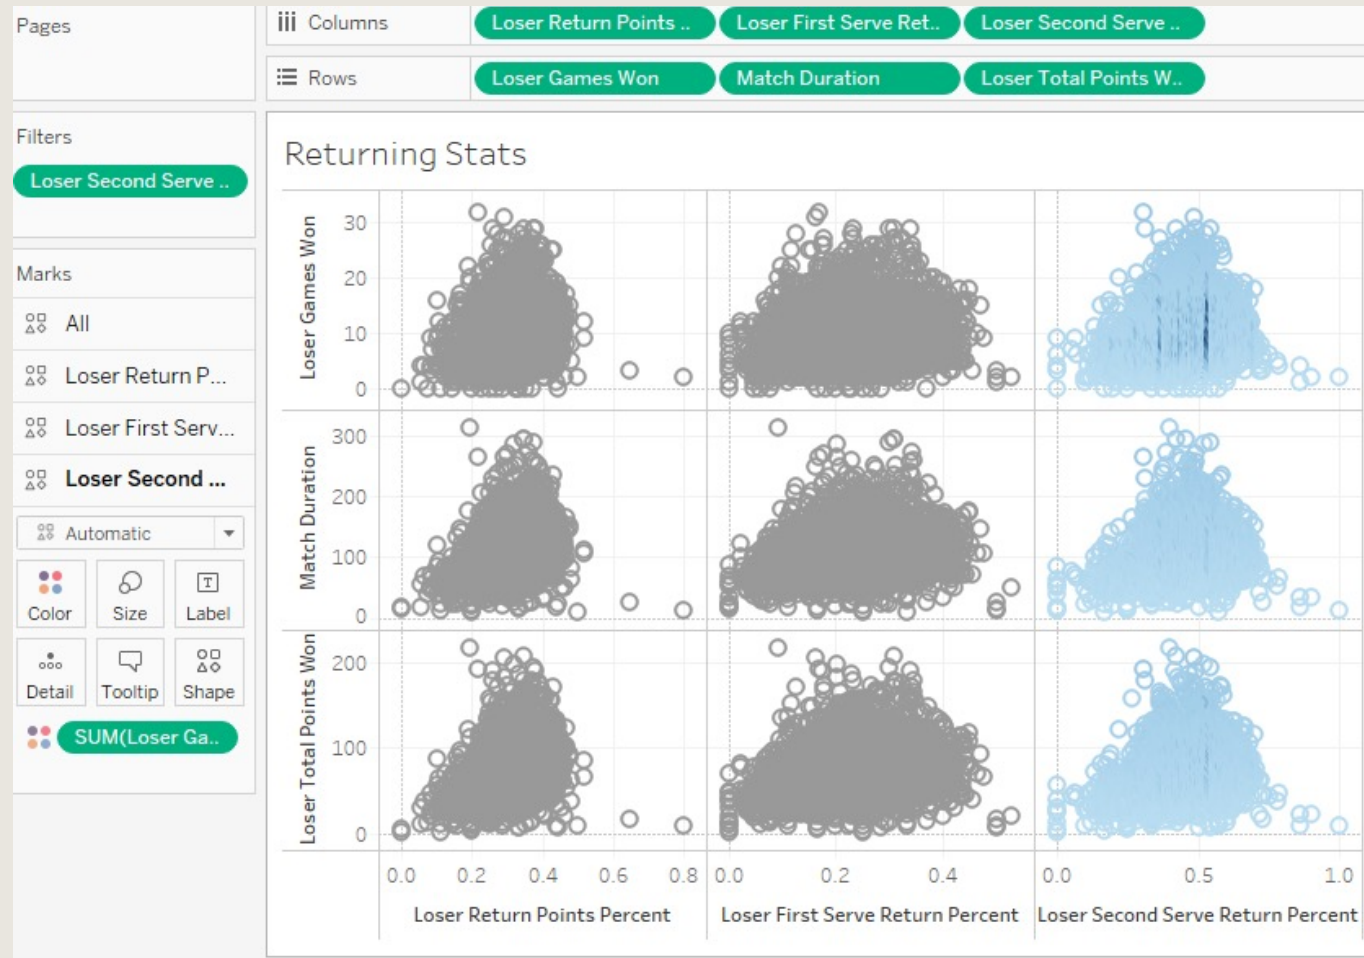 Pages
Columns
Loser Return Points ..
Loser First Serve Ret..
Loser Second Serve ..
Rows
Loser Games Won
Match Duration
Loser Total Points W..
Filters
Loser Second Serve ..
Marks
All
Loser Return P...
Loser First Serv...
Loser Second ...
Automatic
Color
Size
T
Label
Detail
Tooltip
Shape
SUM(Loser Ga..
Returning Stats
Loser Games Won
30
20
10
0
Match Duration
300
200
100
0
Loser Total Points Won
200
100
0
0.0 0.2 0.4 0.6 0.8
0.0 0.2 0.4
0.0 0.5 1.0
Loser Return Points Percent
Loser First Serve Return Percent
Loser Second Serve Return Percent